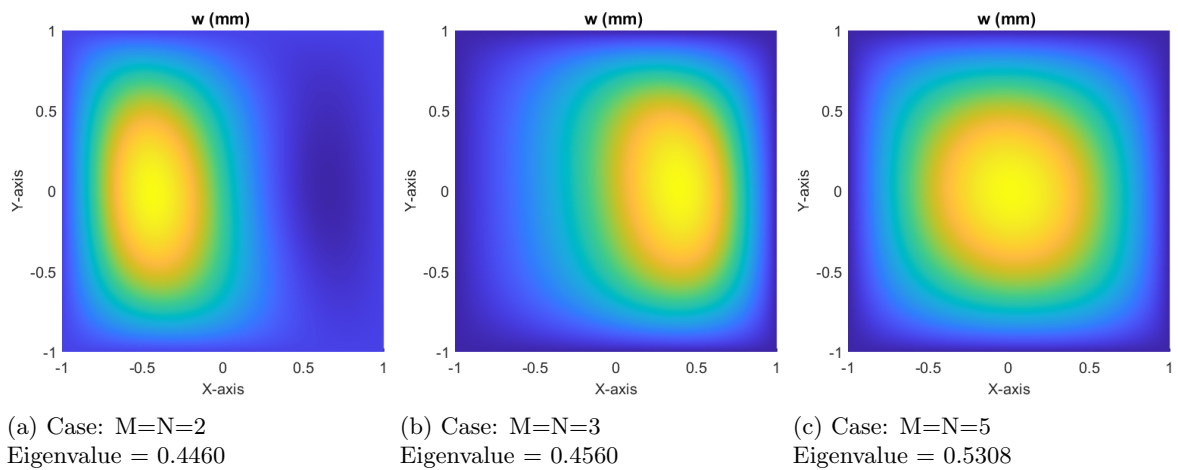 w (mm)
1
0.5
0
-0.5
-1
Y-axis
-1 -0.5 0 0.5 1
X-axis
(a) Case: M=N=2
Eigenvalue = 0.4460
w (mm)
1
0.5
0
-0.5
-1
Y-axis
-1 -0.5 0 0.5 1
X-axis
(b) Case: M=N=3
Eigenvalue = 0.4560
w (mm)
1
0.5
0
-0.5
-1
Y-axis
-1 -0.5 0 0.5 1
X-axis
(c) Case: M=N=5
Eigenvalue = 0.5308